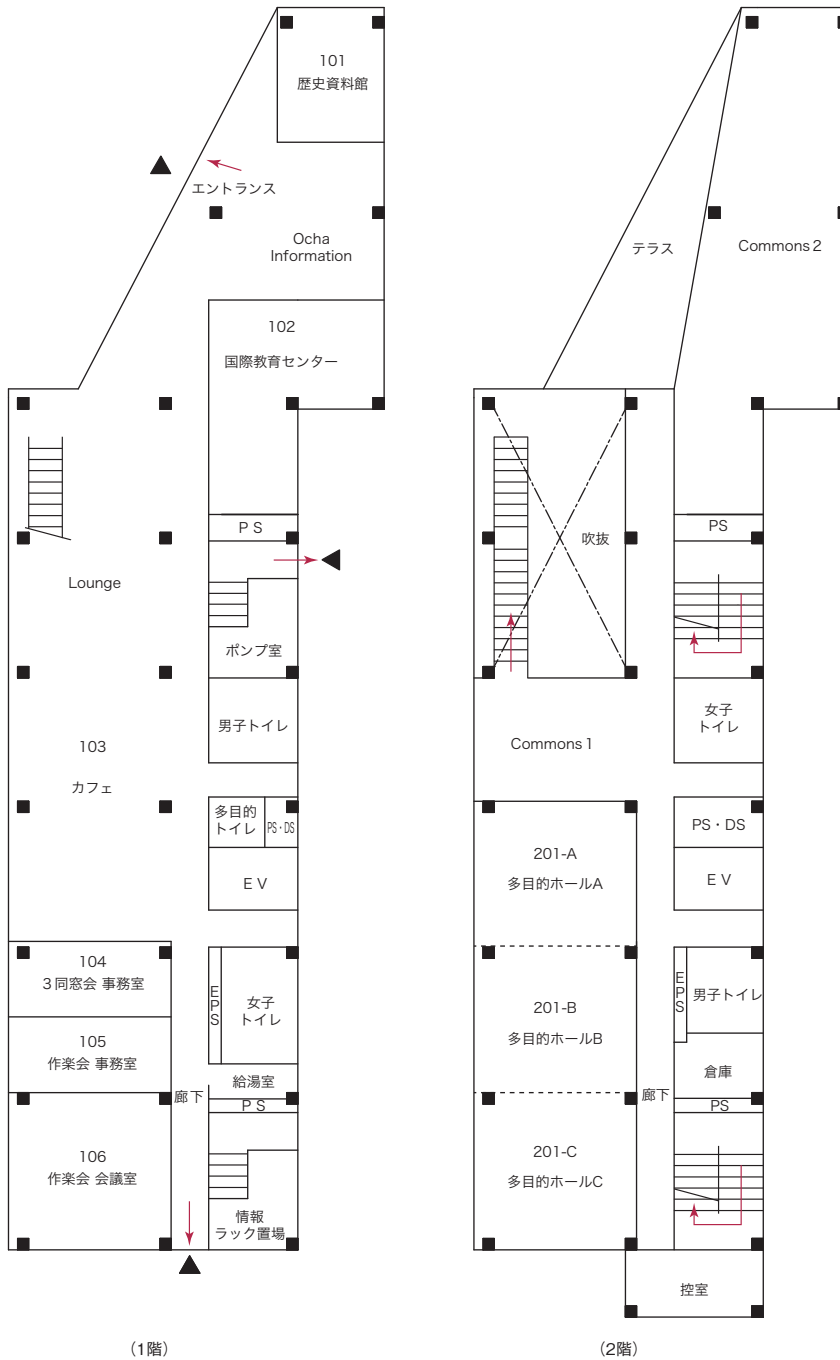 101
歴史資料館
エントランス
Ocha
Information
102
国際教育センター
ＰＳ
Lounge
ポンプ室
男子トイレ
103
カフェ
多目的
トイレ
PS・DS
ＥＶ
104
３同窓会 事務室
105
作楽会 事務室
EPS
女子
トイレ
給湯室
廊下
ＰＳ
106
作楽会 会議室
情報
ラック置場
（1階）
テラス
Commons 2
吹抜
PS
女子
トイレ
Commons 1
PS・DS
ＥＶ
201-A
多目的ホールA
201-B
多目的ホールB
EPS
男子トイレ
倉庫
廊下
PS
201-C
多目的ホールC
控室
（2階）